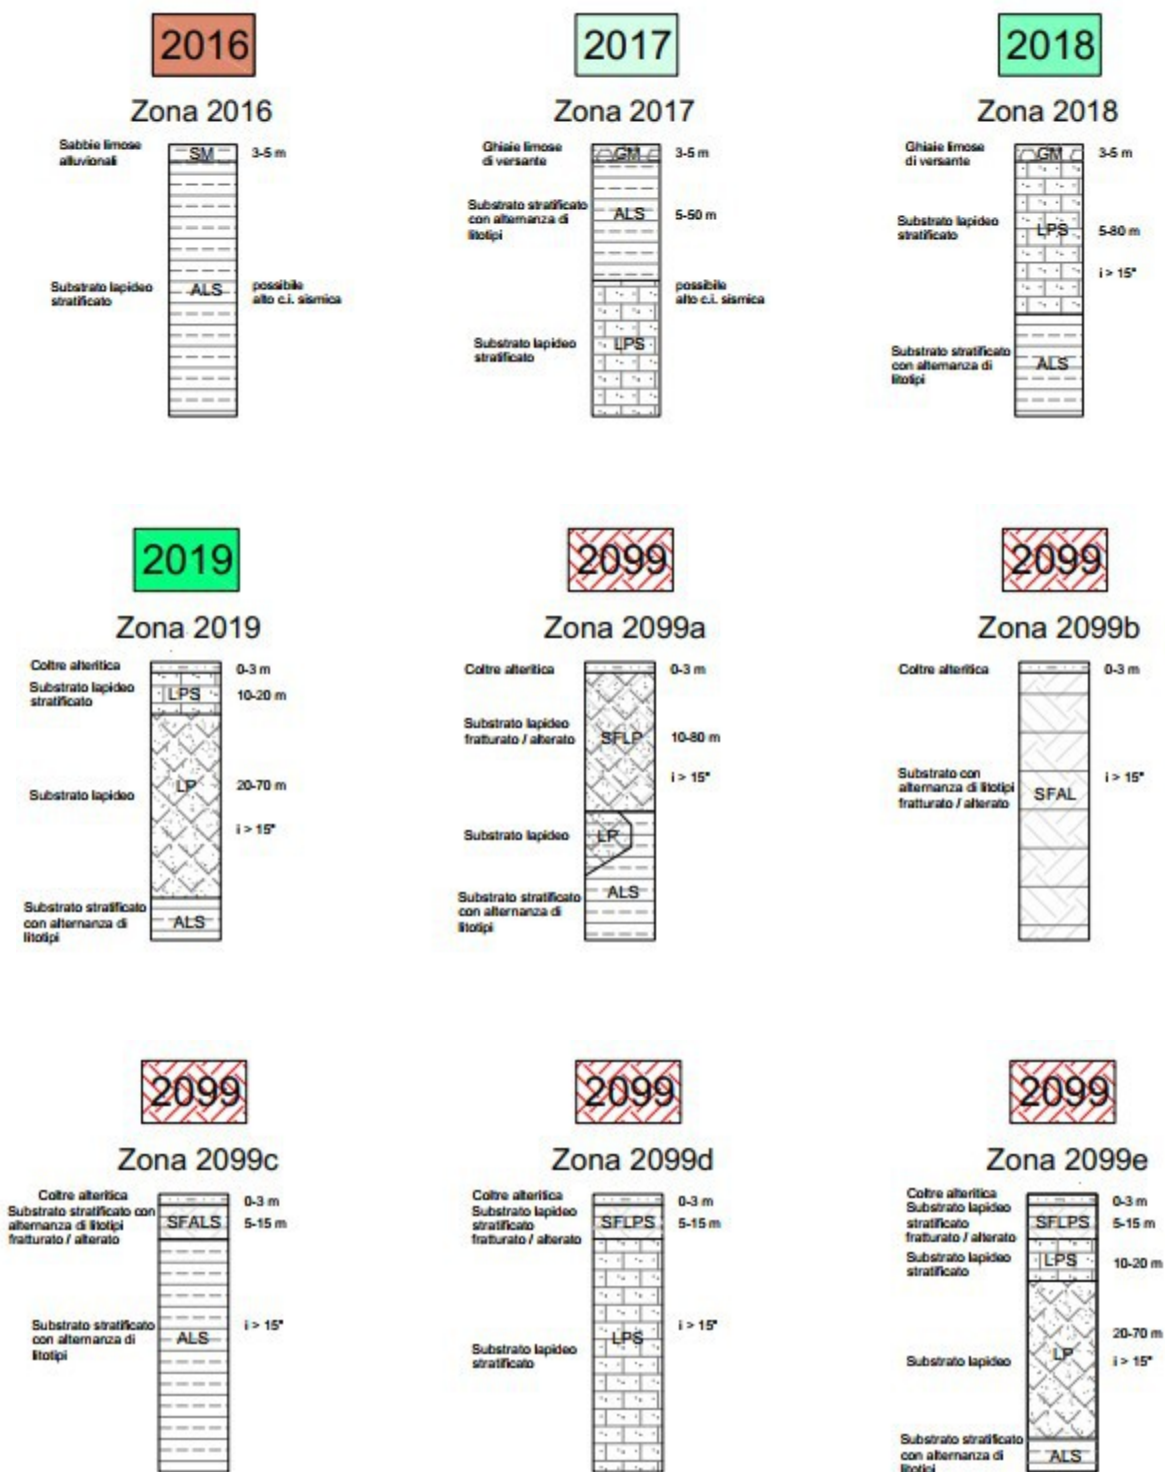 2016
Zona 2016
Sabbie limose
alluvionali
SM
3-5 m
Substrato lapideo
stratificato
ALS
possibile
alto c.i. sismica
2017
Zona 2017
Ghiaie limose
di versante
GM
3-5 m
Substrato stratificato
con alternanza di
litotipi
ALS
5-50 m
possibile
alto c.i. sismica
Substrato lapideo
stratificato
LPS
2018
Zona 2018
Ghiaie limose
di versante
GM
3-5 m
Substrato lapideo
stratificato
LPS
5-80 m
i > 15°
Substrato stratificato
con alternanza di
litotipi
ALS
2019
Zona 2019
Coltre alteritica
0-3 m
Substrato lapideo
stratificato
LPS
10-20 m
Substrato lapideo
LP
20-70 m
i > 15°
Substrato stratificato
con alternanza di
litotipi
ALS
2099
Zona 2099a
Coltre alteritica
0-3 m
Substrato lapideo
fratturato / alterato
SFLP
10-80 m
i > 15°
Substrato lapideo
LP
Substrato stratificato
con alternanza di
litotipi
ALS
2099
Zona 2099b
Coltre alteritica
0-3 m
Substrato con
alternanza di litotipi
fratturato / alterato
SFAL
i > 15°
2099
Zona 2099c
Coltre alteritica
0-3 m
Substrato stratificato con
alternanza di litotipi
fratturato / alterato
SFALS
5-15 m
Substrato stratificato
con alternanza di
litotipi
ALS
i > 15°
2099
Zona 2099d
Coltre alteritica
0-3 m
Substrato lapideo
stratificato
fratturato / alterato
SFLPS
5-15 m
Substrato lapideo
stratificato
LPS
i > 15°
2099
Zona 2099e
Coltre alteritica
0-3 m
Substrato lapideo
stratificato
fratturato / alterato
SFLPS
5-15 m
Substrato lapideo
stratificato
LPS
10-20 m
Substrato lapideo
LP
20-70 m
i > 15°
Substrato stratificato
con alternanza di
litotipi
ALS